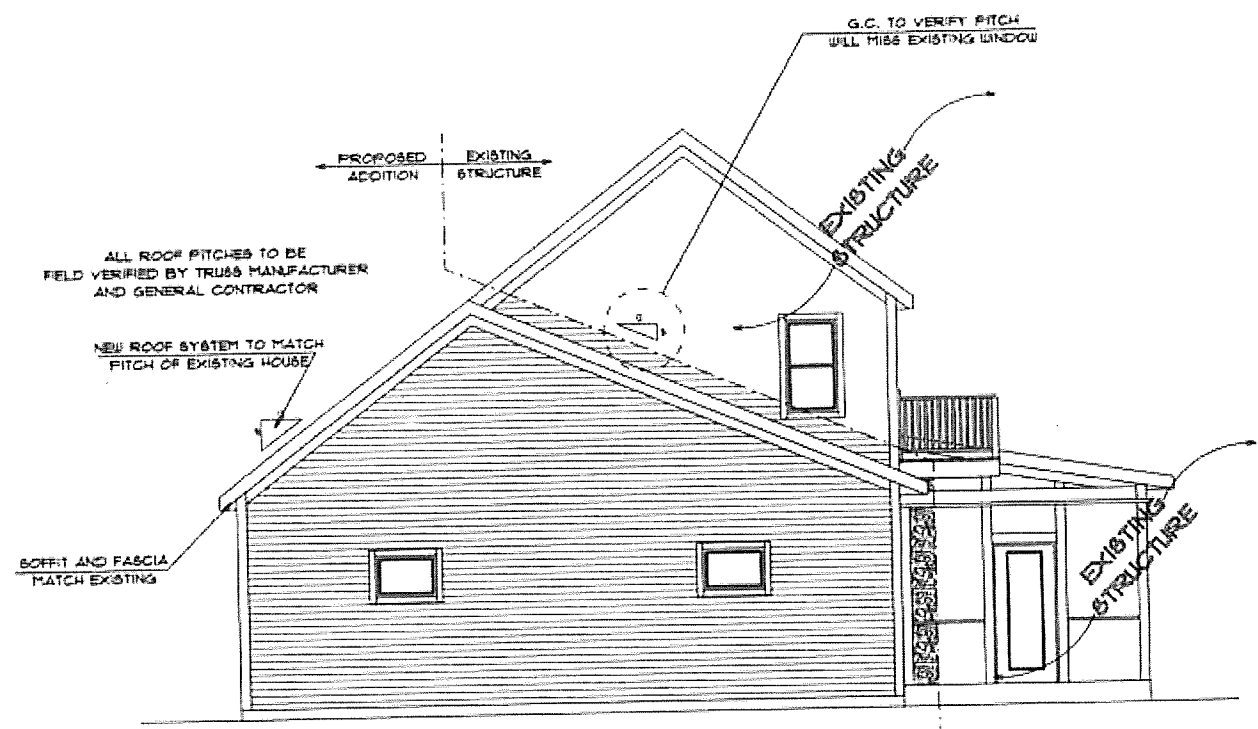 G.C. TO VERIFY PITCH
WILL MISS EXISTING WINDOW
PROPOSED
ADDITION
EXISTING
STRUCTURE
EXISTING
STRUCTURE
ALL ROOF PITCHES TO BE
FIELD VERIFIED BY TRUSS MANUFACTURER
AND GENERAL CONTRACTOR
NEW ROOF SYSTEM TO MATCH
PITCH OF EXISTING HOUSE
SOFFIT AND FASCIA
MATCH EXISTING
EXISTING
STRUCTURE